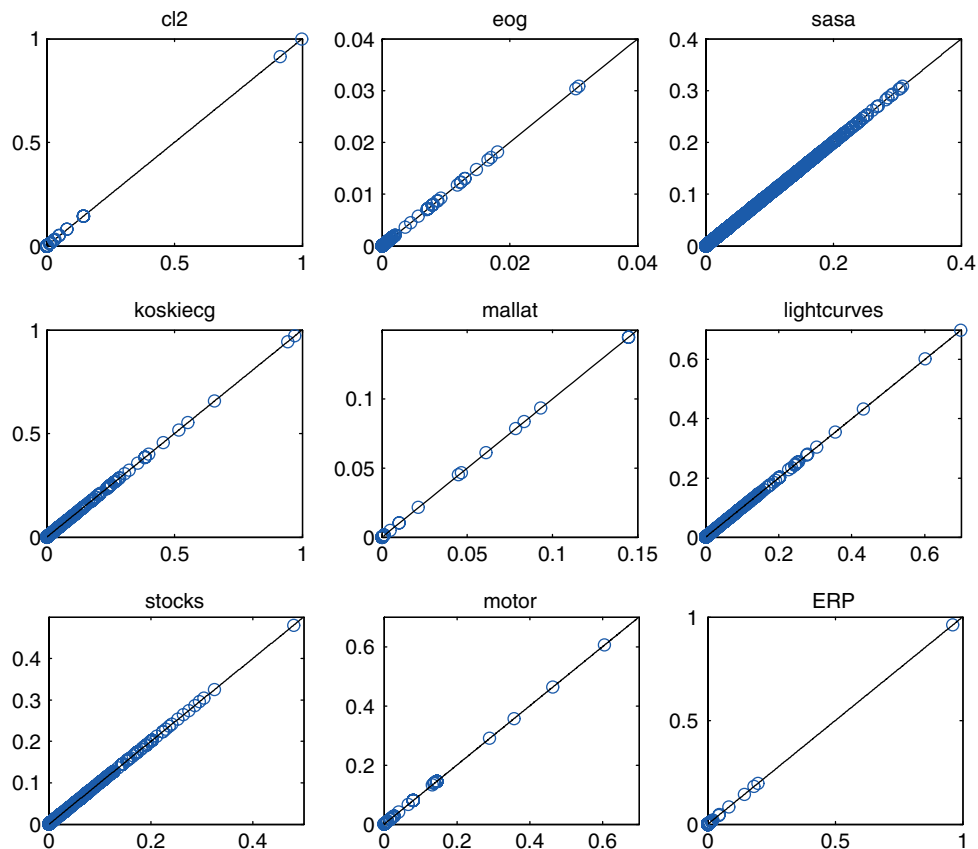 cl2 eog sasa
1 0.04 0.4
0.03 0.3
0.5 0.02 0.2
0.01 0.1
0 0 0
0 0.5 1 0 0.02 0.04 0 0.2 0.4
koskiecg mallat lightcurves
1
0.1 0.6
0.5 0.4
0.05 0.2
0 0 0
0 0.5 1 0 0.05 0.1 0.15 0 0.2 0.4 0.6
stocks motor ERP
1
0.4 0.6
0.3 0.4 0.5
0.2
0.1 0.2
0 0 0
0 0.2 0.4 0 0.2 0.4 0.6 0 0.5 1